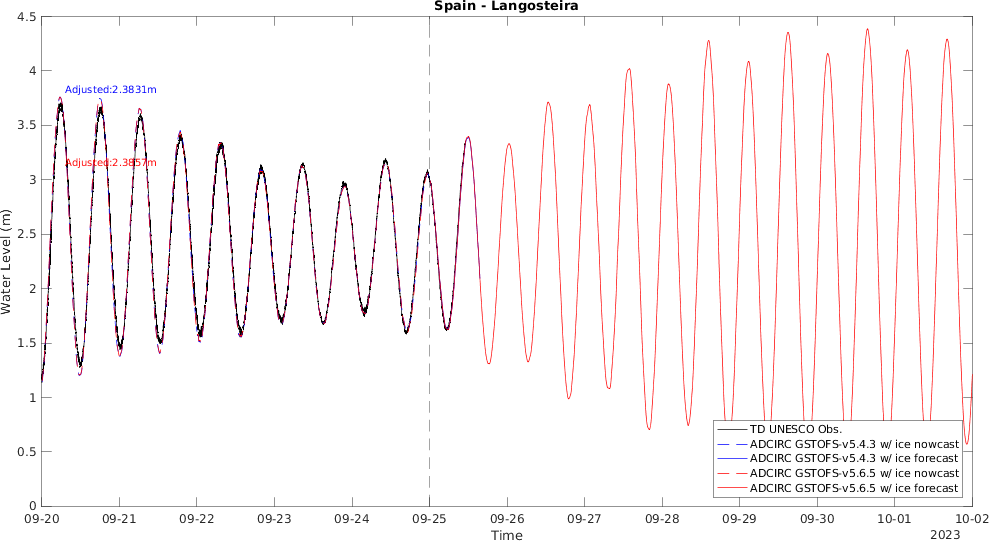 Spain - Langosteira
4.5
4
3.5
3
2.5
2
1.5
1
0.5
0
Water Level (m)
Adjusted:2.3831m
Adjusted:2.3857m
TD UNESCO Obs.
ADCIRC GSTOFS-v5.4.3 w/ ice nowcast
ADCIRC GSTOFS-v5.4.3 w/ ice forecast
ADCIRC GSTOFS-v5.6.5 w/ ice nowcast
ADCIRC GSTOFS-v5.6.5 w/ ice forecast
09-20 09-21 09-22 09-23 09-24 09-25 09-26 09-27 09-28 09-29 09-30 10-01 10-02
Time
2023